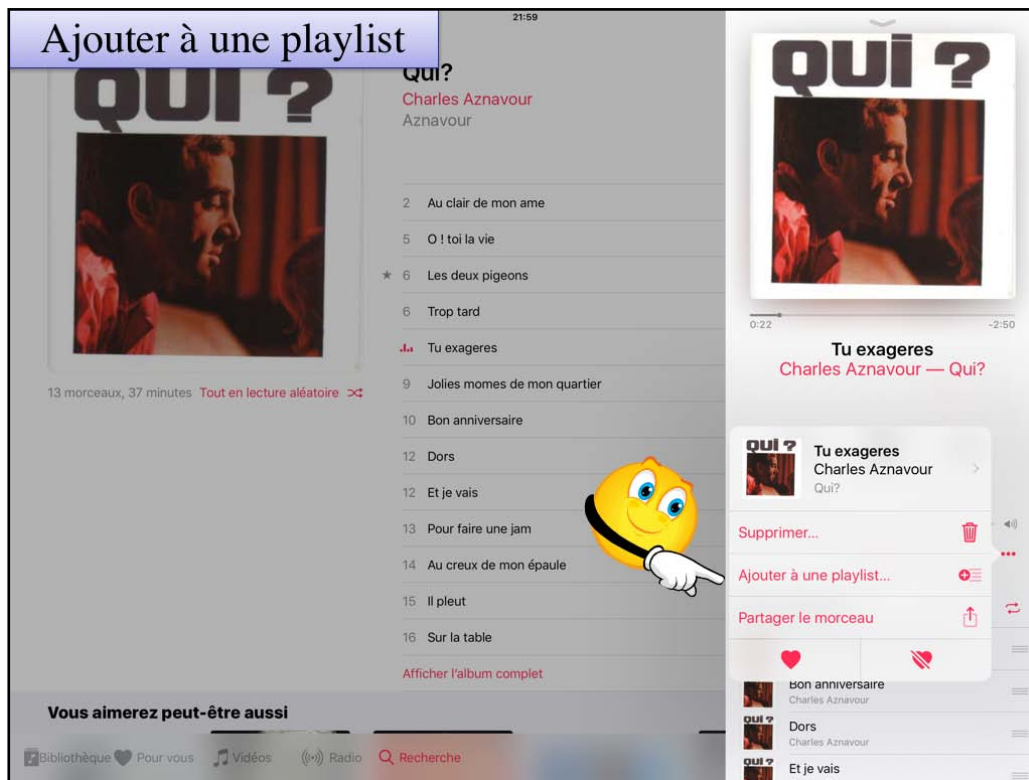 Ajouter à une playlist
21:59
QUI ?
Qui?
Charles Aznavour
Aznavour
2 Au clair de mon ame
5 O ! toi la vie
★ 6 Les deux pigeons
6 Trop tard
Tu exageres
9 Jolies momes de mon quartier
10 Bon anniversaire
12 Dors
12 Et je vais
13 Pour faire une jam
14 Au creux de mon épaule
15 Il pleut
16 Sur la table
Afficher l'album complet
13 morceaux, 37 minutes Tout en lecture aléatoire
Vous aimerez peut-être aussi
Bibliothèque Pour vous Vidéos Radio Recherche
QUI ?
0:22 -2:50
Tu exageres
Charles Aznavour — Qui?
QUI ?
Tu exageres
Charles Aznavour
Qui?
Supprimer...
Ajouter à une playlist...
Partager le morceau
Bon anniversaire
Charles Aznavour
QUI ?
Dors
Charles Aznavour
QUI ?
Et je vais